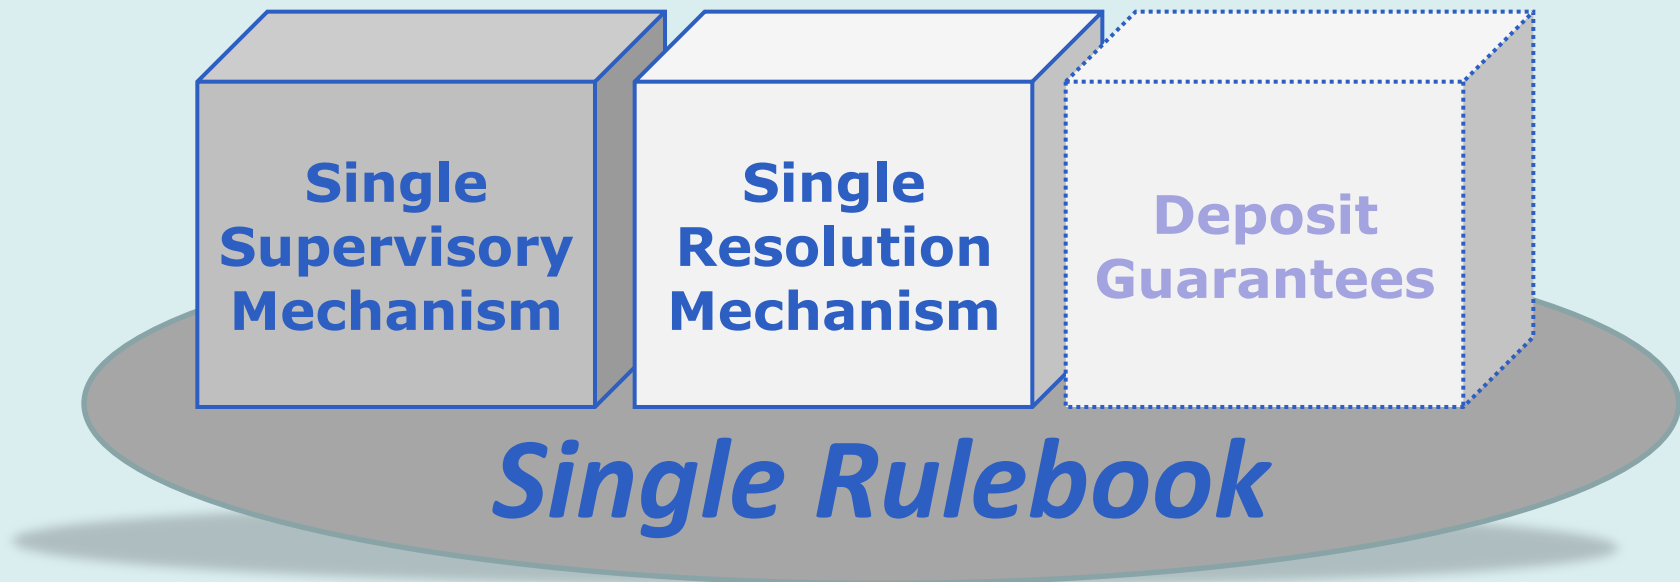 Single
Supervisory
Mechanism
Single
Resolution
Mechanism
Deposit
Guarantees
Single Rulebook